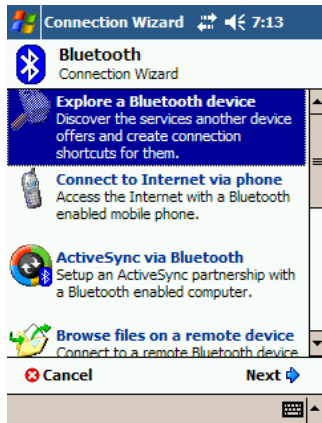 Connection Wizard 7:13
Bluetooth
Connection Wizard
Explore a Bluetooth device
Discover the services another device
offers and create connection
shortcuts for them.
Connect to Internet via phone
Access the Internet with a Bluetooth
enabled mobile phone.
ActiveSync via Bluetooth
Setup an ActiveSync partnership with
a Bluetooth enabled computer.
Browse files on a remote device
Connect to a remote Bluetooth device
Cancel Next